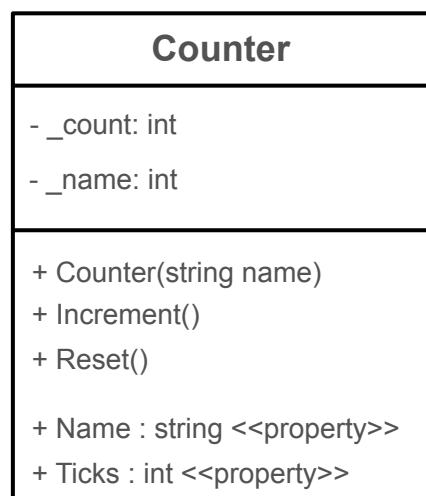 Counter
- _count: int
- _name: int
+ Counter(string name)
+ Increment()
+ Reset()
+ Name : string <<property>>
+ Ticks : int <<property>>